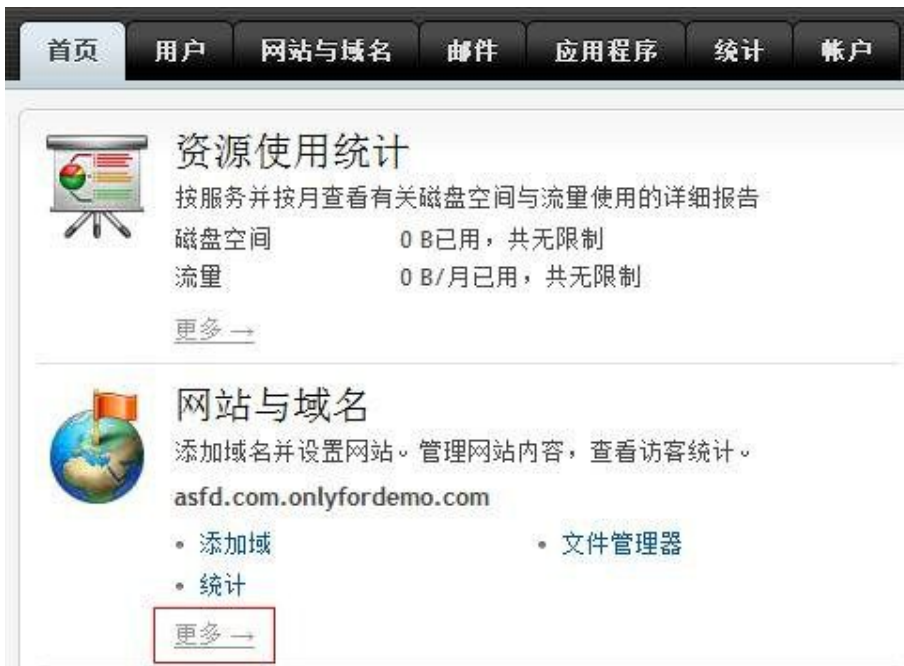 首页 用户 网站与域名 邮件 应用程序 统计 帐户
资源使用统计
按服务并按月查看有关磁盘空间与流量使用的详细报告
磁盘空间 0 B已用，共无限制
流量 0 B/月已用，共无限制
更多 →
网站与域名
添加域名并设置网站。管理网站内容，查看访客统计。
asfd.com.onlyfordemo.com
• 添加域 • 文件管理器
• 统计
更多 →